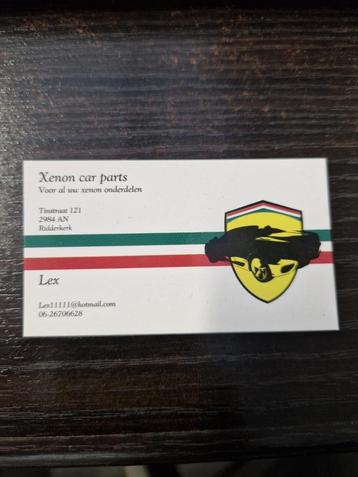 Xenon car parts
Voor al uw xenon onderdelen
Tinstraat 121
2984 AN
Ridderkerk
Lex
Lex11111@hotmail.com
06-26706628